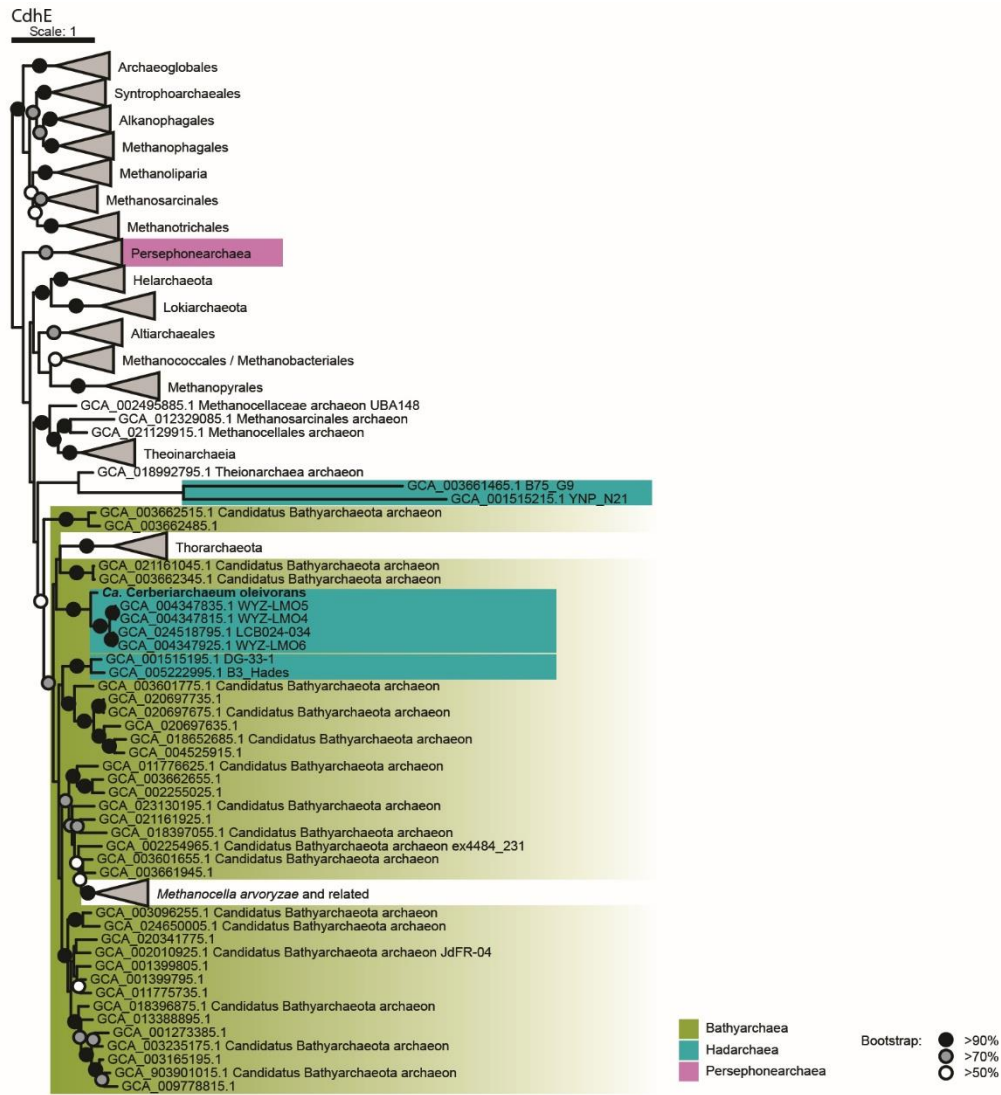 CdhE
Scale: 1
Archaeoglobales
Syntrophoarchaeales
Alkanophagales
Methanophagales
Methanoliparia
Methanosarcinales
Methanotrichales
Persephonearchaea
Helarchaeota
Lokiarchaeota
Altiarchaeales
Methanococcales / Methanobacteriales
Methanopyrales
GCA_002495885.1 Methanocellaceae archaeon UBA148
GCA_012329085.1 Methanosarcinales archaeon
GCA_021129915.1 Methanocellales archaeon
Theoinarchaeia
GCA_018992795.1 Theionarchaea archaeon
GCA_003661465.1 B75_G9
GCA_001515215.1 YNP_N21
GCA_003662515.1 Candidatus Bathyarchaeota archaeon
GCA_003662485.1
Thorarchaeota
GCA_021161045.1 Candidatus Bathyarchaeota archaeon
GCA_003662345.1 Candidatus Bathyarchaeota archaeon
Ca. Cerberiarchaeum oleivorans
GCA_004347835.1 WYZ-LMO5
GCA_004347815.1 WYZ-LMO4
GCA_024518795.1 LCB024-034
GCA_004347925.1 WYZ-LMO6
GCA_001515195.1 DG-33-1
GCA_005222995.1 B3_Hades
GCA_003601775.1 Candidatus Bathyarchaeota archaeon
GCA_020697735.1
GCA_020697675.1 Candidatus Bathyarchaeota archaeon
GCA_020697635.1
GCA_018652685.1 Candidatus Bathyarchaeota archaeon
GCA_004525915.1
GCA_011776625.1 Candidatus Bathyarchaeota archaeon
GCA_003662655.1
GCA_002255025.1
GCA_023130195.1 Candidatus Bathyarchaeota archaeon
GCA_021161925.1
GCA_018397055.1 Candidatus Bathyarchaeota archaeon
GCA_002254965.1 Candidatus Bathyarchaeota archaeon ex4484_231
GCA_003601655.1 Candidatus Bathyarchaeota archaeon
GCA_003661945.1
Methanocella arvoryzae and related
GCA_003096255.1 Candidatus Bathyarchaeota archaeon
GCA_024650005.1 Candidatus Bathyarchaeota archaeon
GCA_020341775.1
GCA_002010925.1 Candidatus Bathyarchaeota archaeon JdFR-04
GCA_001399805.1
GCA_001399795.1
GCA_011775735.1
GCA_018396875.1 Candidatus Bathyarchaeota archaeon
GCA_013388895.1
GCA_001273385.1
GCA_003235175.1 Candidatus Bathyarchaeota archaeon
GCA_003165195.1
GCA_903901015.1 Candidatus Bathyarchaeota archaeon
GCA_009778815.1
Bathyarchaea
Hadarchaea
Persephonearchaea
Bootstrap:
>90%
>70%
>50%